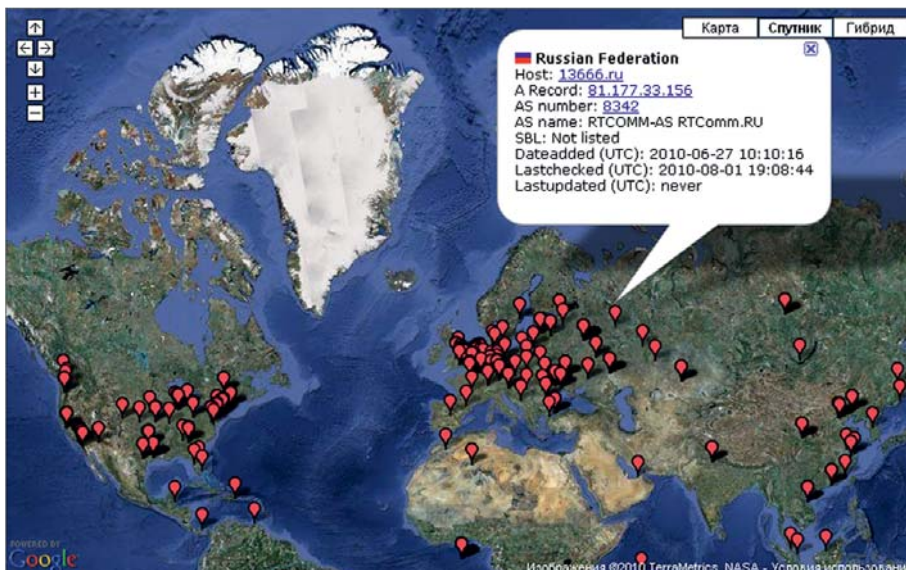 Карта Спутник Гибрид
Russian Federation
Host: 13666.ru
A Record: 81.177.33.156
AS number: 8342
AS name: RTCOMM-AS RTComm.RU
SBL: Not listed
Dateadded (UTC): 2010-06-27 10:10:16
Lastchecked (UTC): 2010-08-01 19:08:44
Lastupdated (UTC): never
POWERED BY
Google
Изображения ©2010 TerraMetrics, NASA - Условия использовани